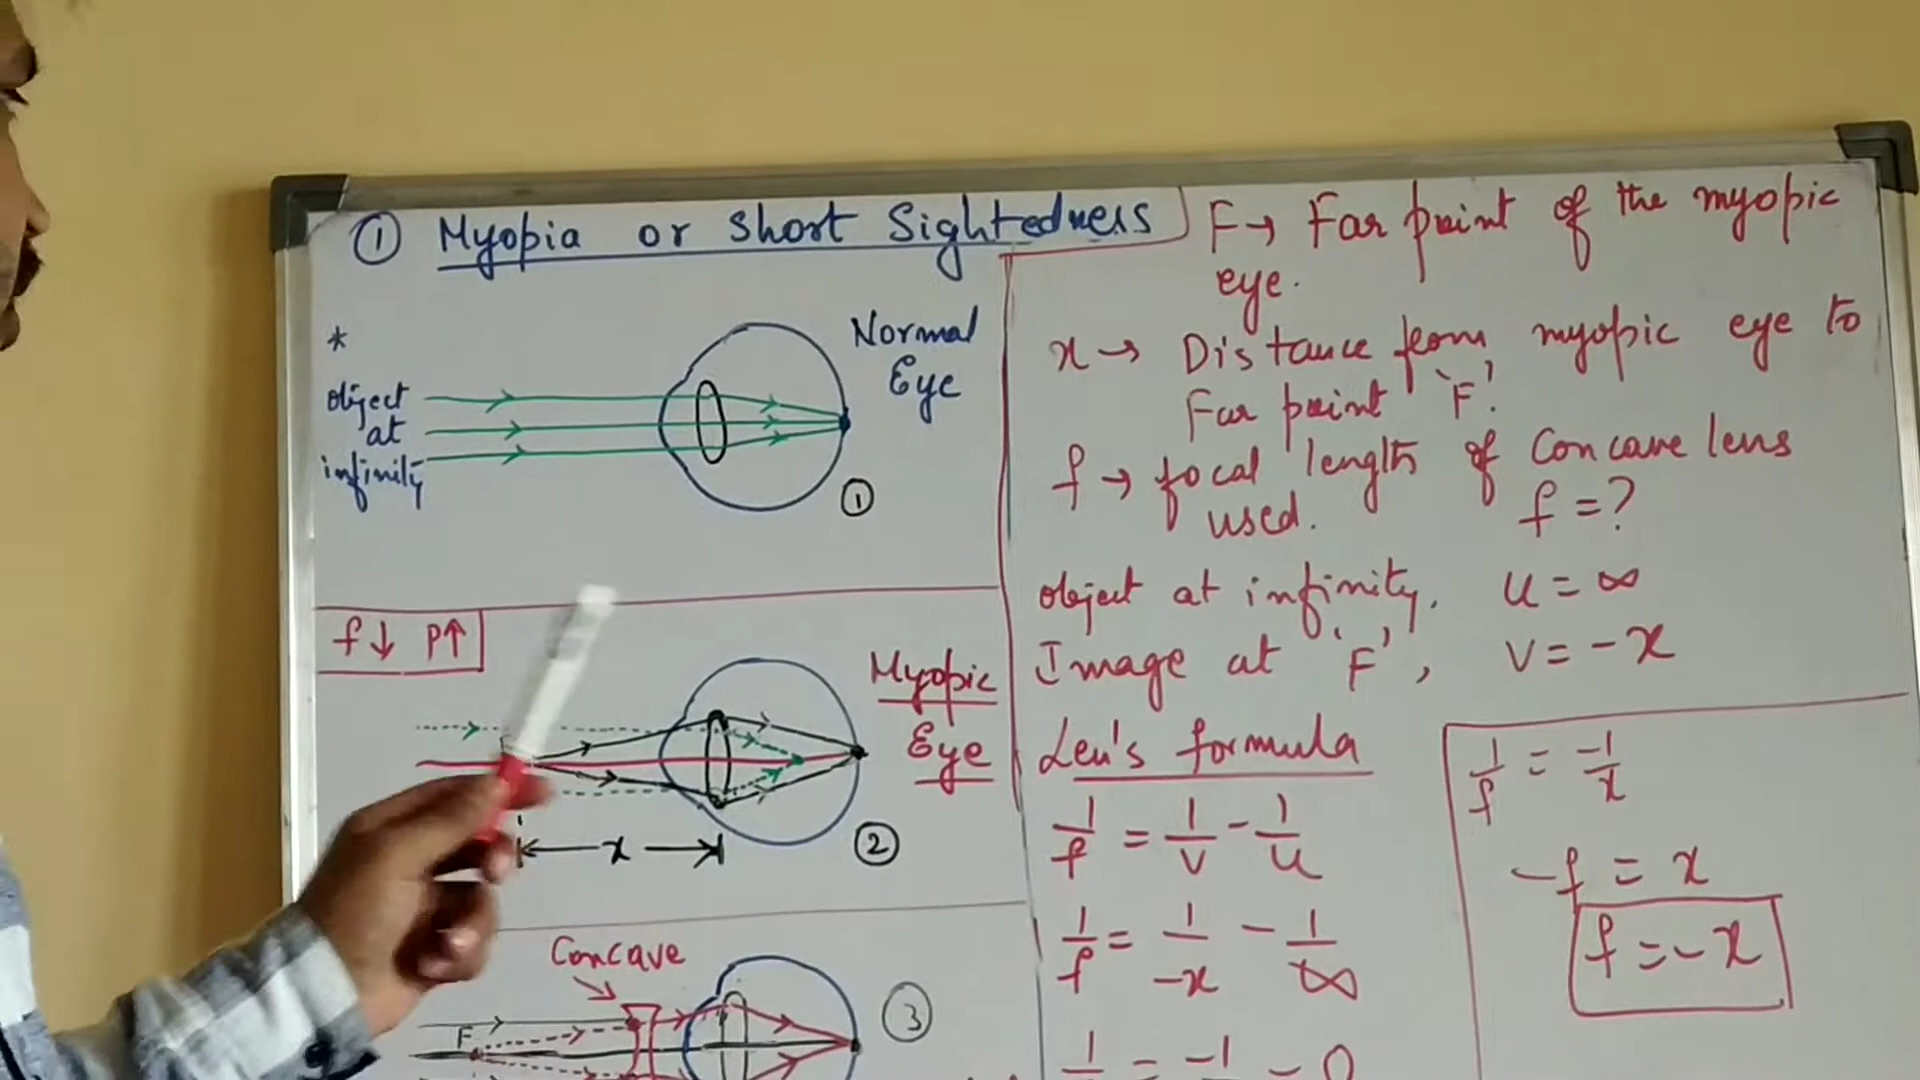 ① Myopia or Short Sightedness
*
object
at
infinity
Normal
Eye
①
f↓ P↑
Myopic
Eye
x
②
Concave
F
③
F → Far point of the myopic
eye.
x → Distance from myopic eye to
Far point 'F'.
f → focal length of Concave lens
used. f = ?
object at infinity, u = ∞
Image at 'F', v = -x
Len's formula
1/f = 1/v - 1/u
1/f = 1/-x - 1/∞
1 = -1 - 0
1/f = -1/x
-f = x
f = -x